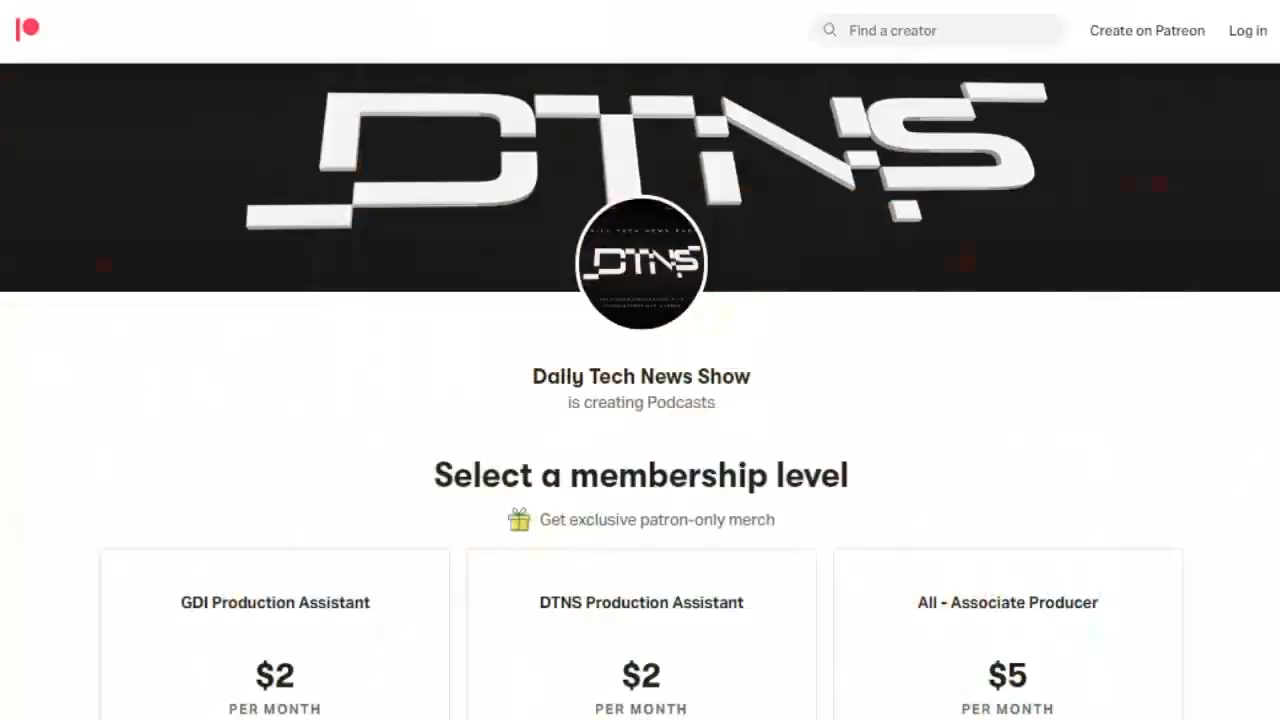 Find a creator
Create on Patreon
Log in
DTNS
DTNS
Daily Tech News Show
is creating Podcasts
Select a membership level
Get exclusive patron-only merch
GDI Production Assistant
DTNS Production Assistant
All - Associate Producer
$2
$2
$5
PER MONTH
PER MONTH
PER MONTH